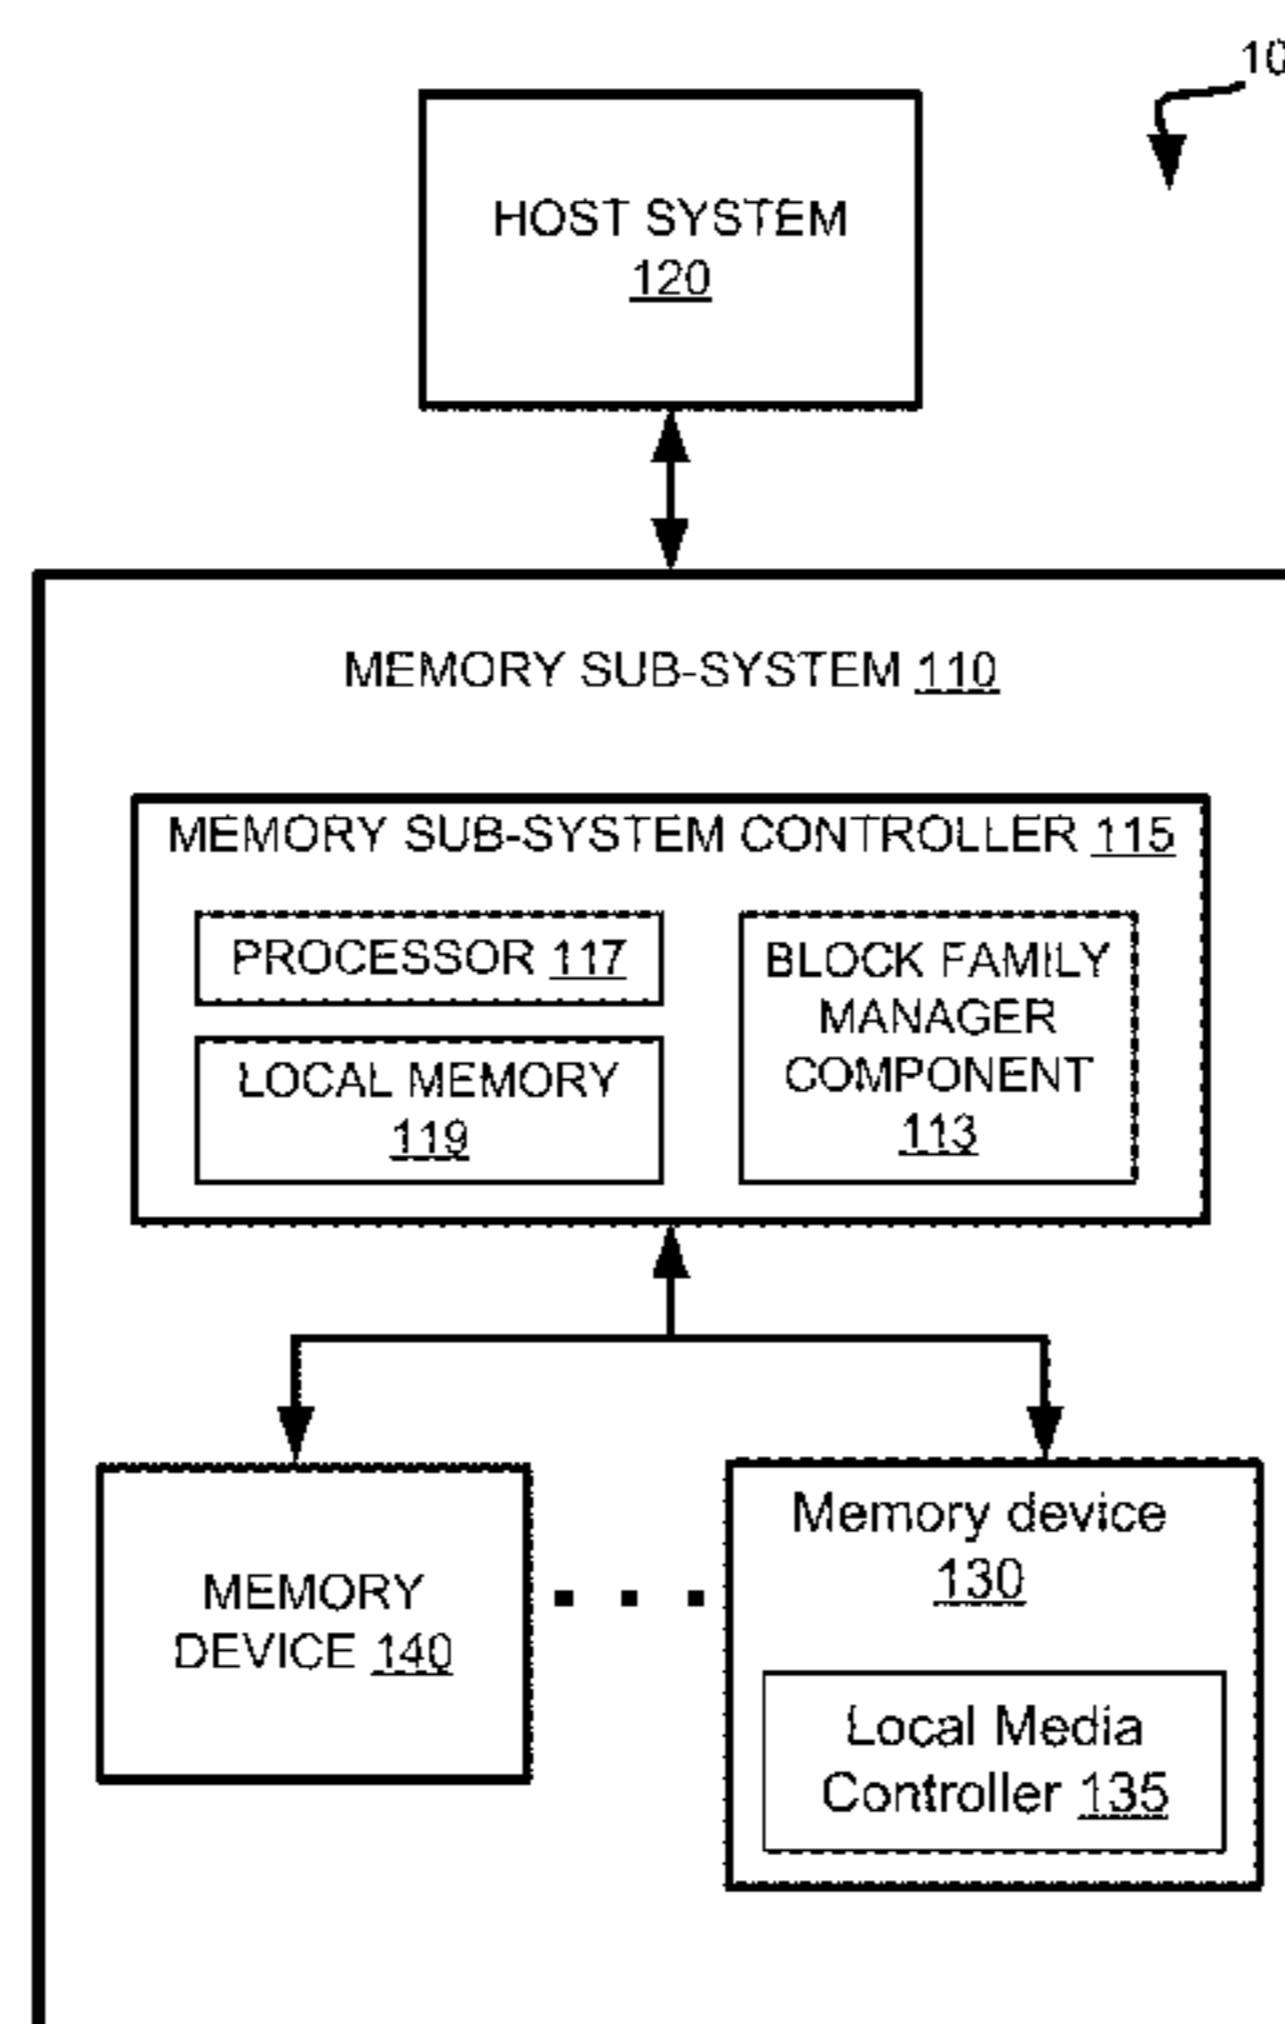 10
HOST SYSTEM
120
MEMORY SUB-SYSTEM 110
MEMORY SUB-SYSTEM CONTROLLER 115
PROCESSOR 117
LOCAL MEMORY
119
BLOCK FAMILY
MANAGER
COMPONENT
113
MEMORY
DEVICE 140
Memory device
130
Local Media
Controller 135